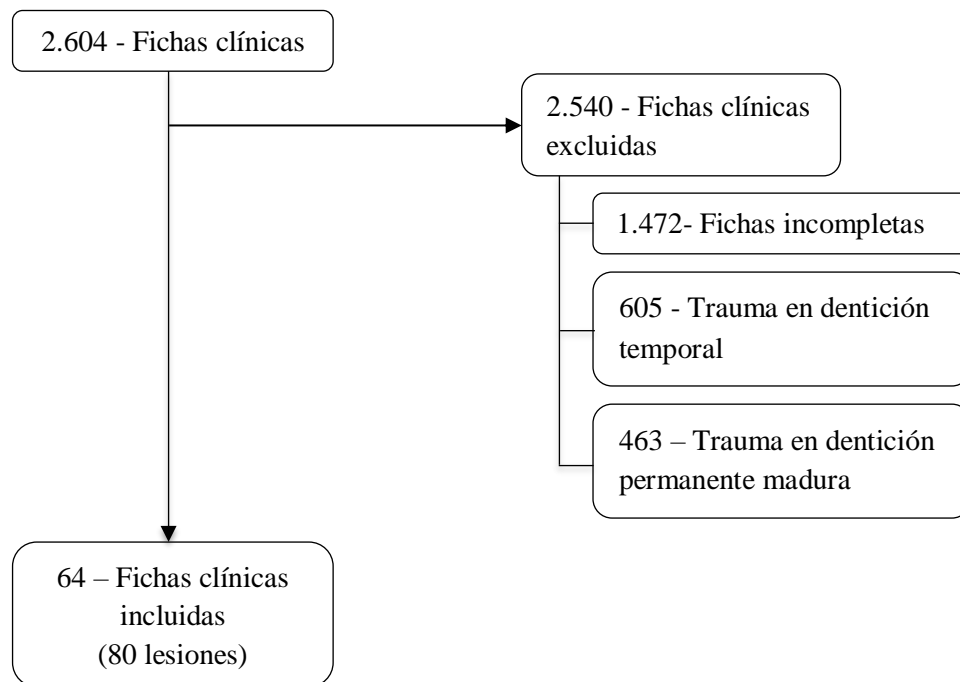 2.604 - Fichas clínicas
2.540 - Fichas clínicas
excluidas
1.472- Fichas incompletas
605 - Trauma en dentición
temporal
463 – Trauma en dentición
permanente madura
64 – Fichas clínicas
incluidas
(80 lesiones)